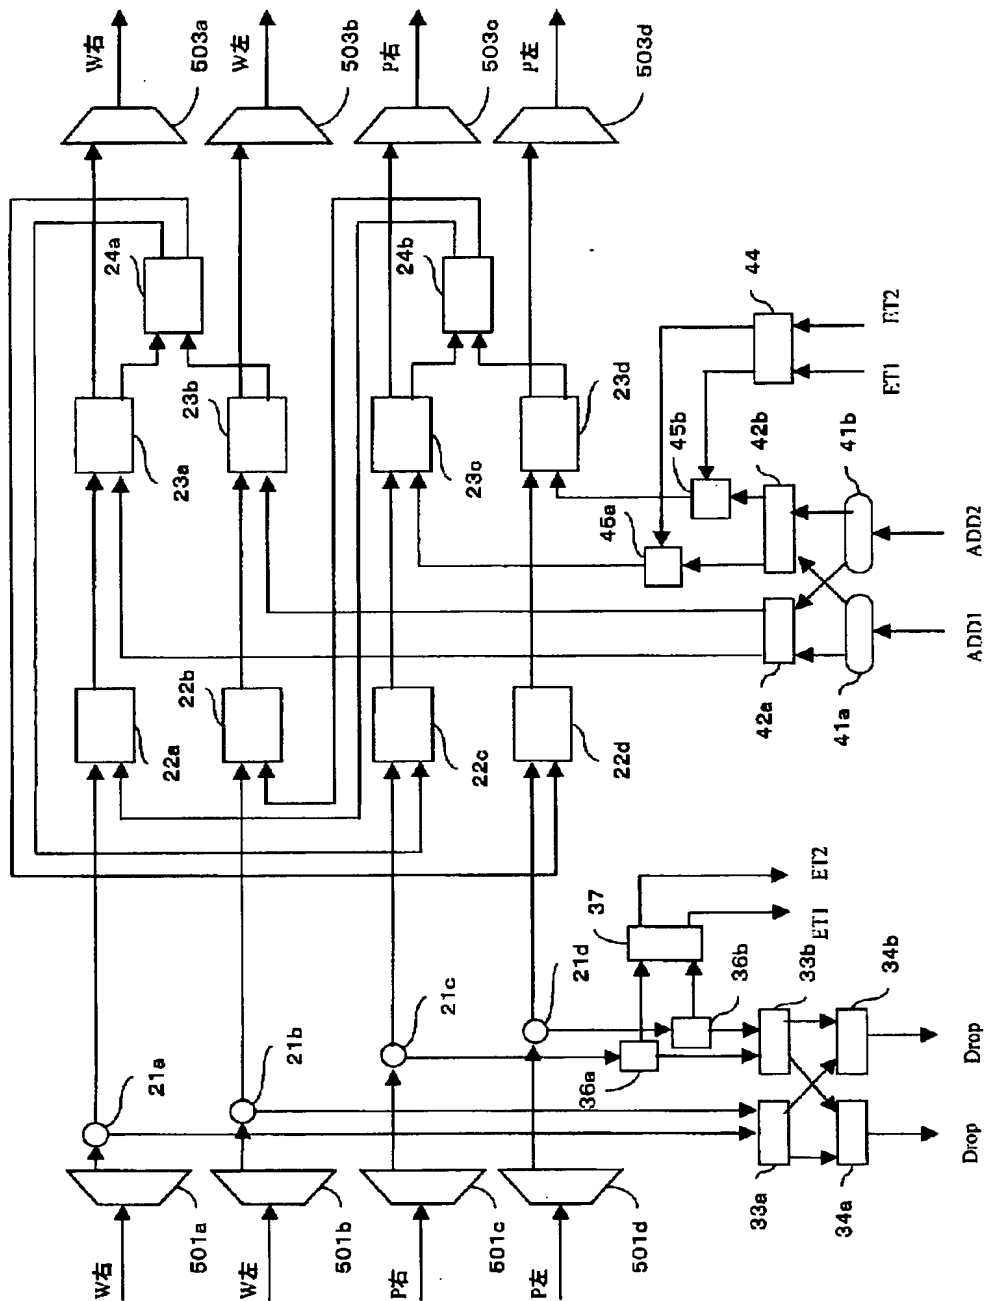 W右
W右
24a
21a
22a
23a
22b
23b
501a
503a
W左
W左
21b
501b
503b
P右
P右
24b
21c
22c
23c
501c
503c
P左
P左
21d
22d
23d
501d
503d
36a
37
45a
45b
36b
44
33a
33b
42a
42b
34a
34b
41a
41b
ET1
ET2
ET1
ET2
Drop
Drop
ADD1
ADD2